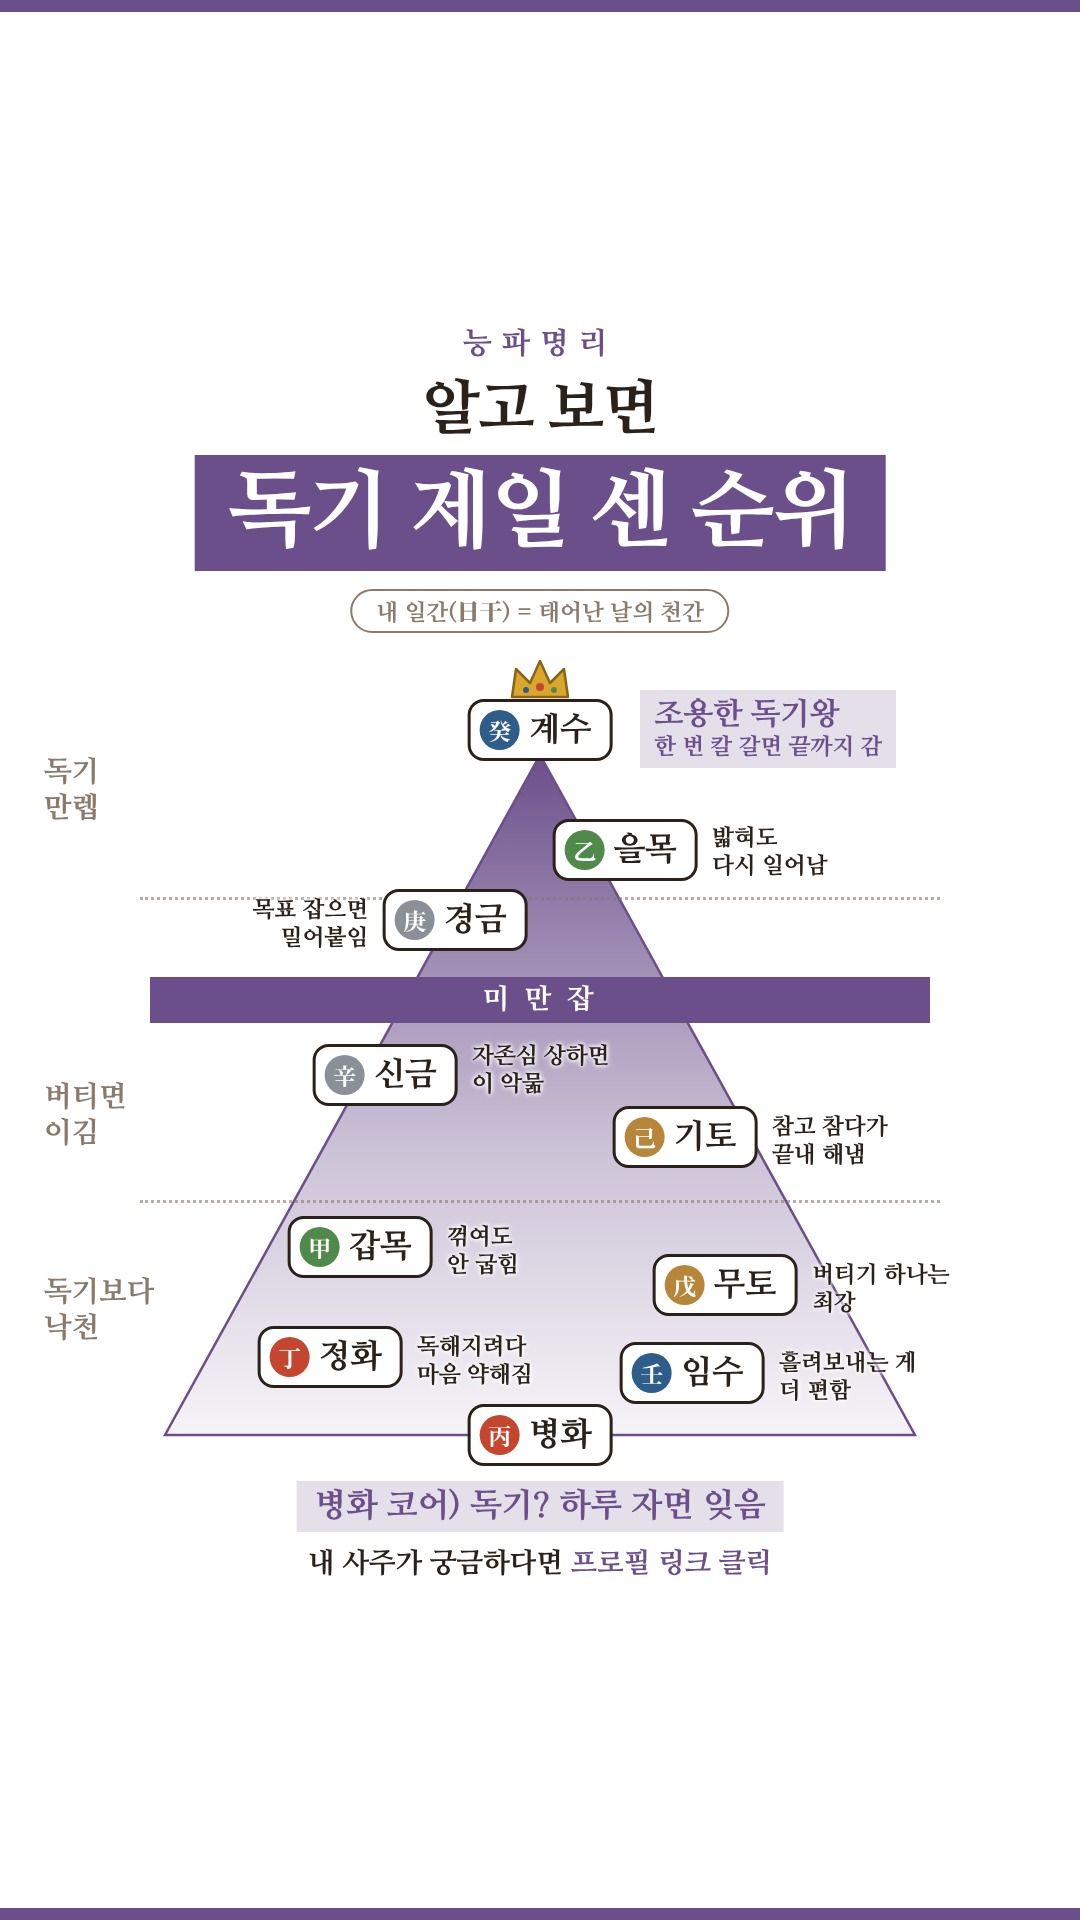 능파명리
알고 보면
독기 제일 센 순위
내 일간(日干) = 태어난 날의 천간
癸 계수
조용한 독기왕
한 번 칼 갈면 끝까지 감
독기
만렙
乙 을목
밟혀도
다시 일어남
목표 잡으면
밀어붙임
庚 경금
미만잡
辛 신금
자존심 상하면
이 악묾
버티면
이김
己 기토
참고 참다가
끝내 해냄
甲 갑목
꺾여도
안 굽힘
독기보다
낙천
戊 무토
버티기 하나는
최강
丁 정화
독해지려다
마음 약해짐
壬 임수
흘려보내는 게
더 편함
丙 병화
병화 코어) 독기? 하루 자면 잊음
내 사주가 궁금하다면 프로필 링크 클릭